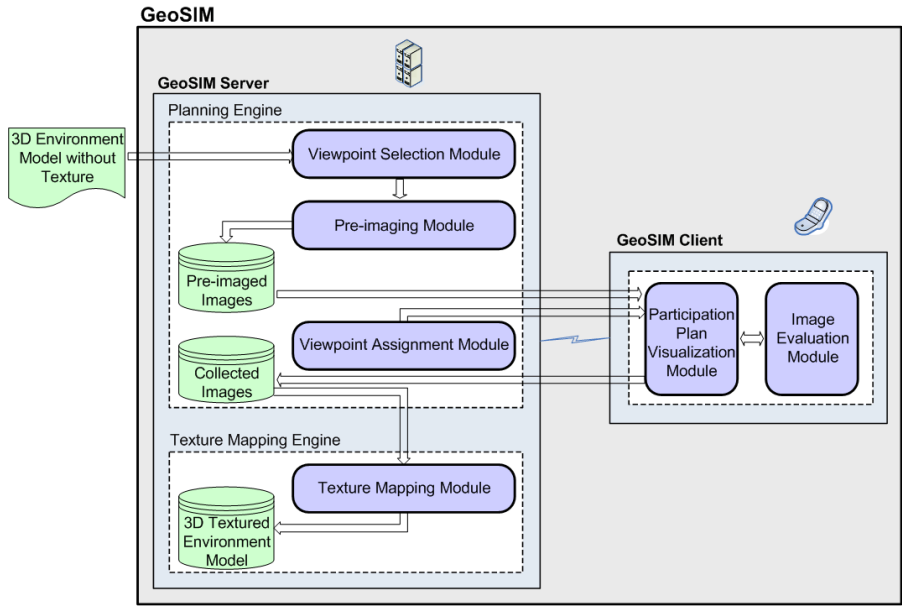 GeoSIM
GeoSIM Server
Planning Engine
3D Environment
Model without
Texture
Viewpoint Selection Module
Pre-imaging Module
Pre-imaged
Images
Viewpoint Assignment Module
Collected
Images
Texture Mapping Engine
Texture Mapping Module
3D Textured
Environment
Model
GeoSIM Client
Participation
Plan
Visualization
Module
Image
Evaluation
Module